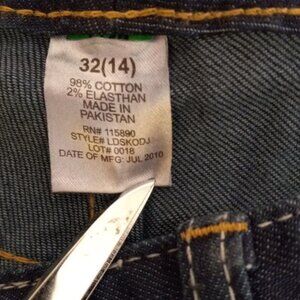 32(14)
98% COTTON
2% ELASTHAN
MADE IN
PAKISTAN
RN# 115890
STYLE# LDSKODJ
LOT# 0018
DATE OF MFG: JUL 2010